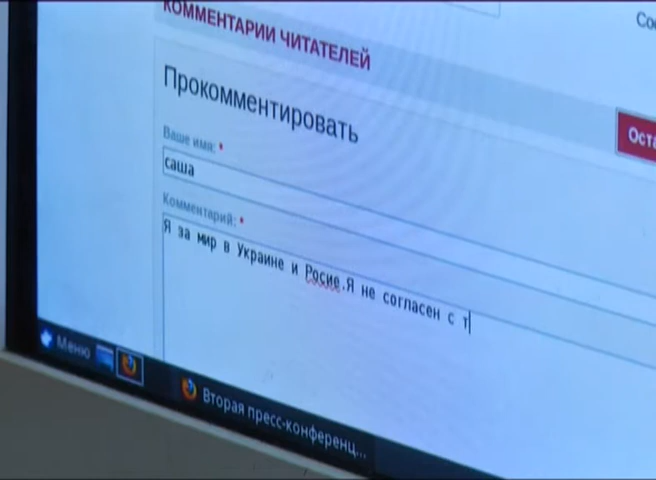 КОММЕНТАРИИ ЧИТАТЕЛЕЙ
Прокомментировать
Ваше имя: *
саша
Комментарий: *
Я за мир в Украине и Росие.Я не согласен с т
Меню
Вторая пресс-конференц...